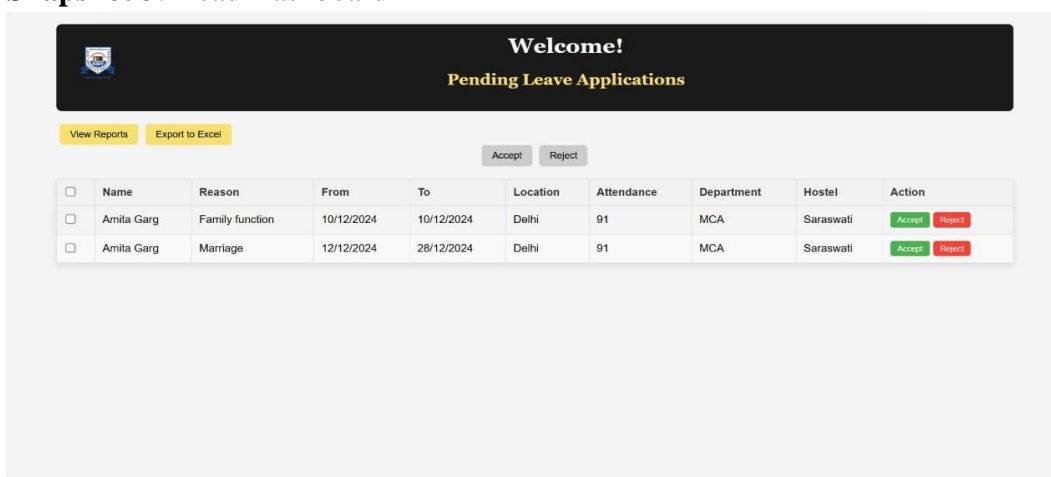 Welcome!
Pending Leave Applications
View Reports Export to Excel
Accept Reject
Name Reason From To Location Attendance Department Hostel Action
Amita Garg Family function 10/12/2024 10/12/2024 Delhi 91 MCA Saraswati Accept Reject
Amita Garg Marriage 12/12/2024 28/12/2024 Delhi 91 MCA Saraswati Accept Reject